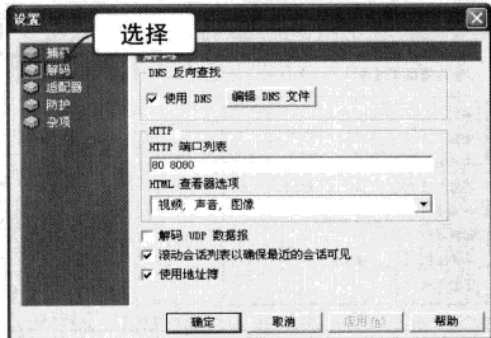 设置
选择
捕获
解码
适配器
防护
杂项
解码
DNS 反向查找
使用 DNS
编辑 DNS 文件
HTTP
HTTP 端口列表
80 8080
HTML 查看器选项
视频, 声音, 图像
解码 UDP 数据报
滚动会话列表以确保最近的会话可见
使用地址簿
确定
取消
应用(A)
帮助